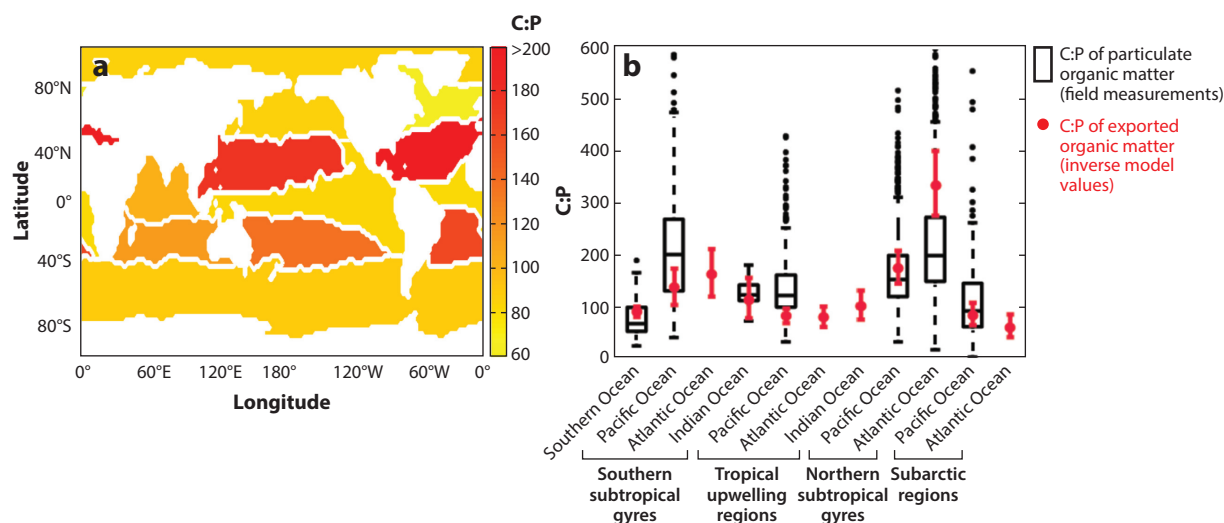 a
C:P
>200
180
160
140
120
100
80
60
80°N
40°N
0°
40°S
80°S
Latitude
0°
60°E
120°E
180°
120°W
60°W
0°
Longitude
b
600
500
400
300
200
100
0
C:P
Southern Ocean
Pacific Ocean
Atlantic Ocean
Indian Ocean
Pacific Ocean
Atlantic Ocean
Indian Ocean
Pacific Ocean
Atlantic Ocean
Pacific Ocean
Atlantic Ocean
Southern
subtropical
gyres
Tropical
upwelling
regions
Northern
subtropical
gyres
Subarctic
regions
C:P of particulate
organic matter
(field measurements)
C:P of exported
organic matter
(inverse model
values)